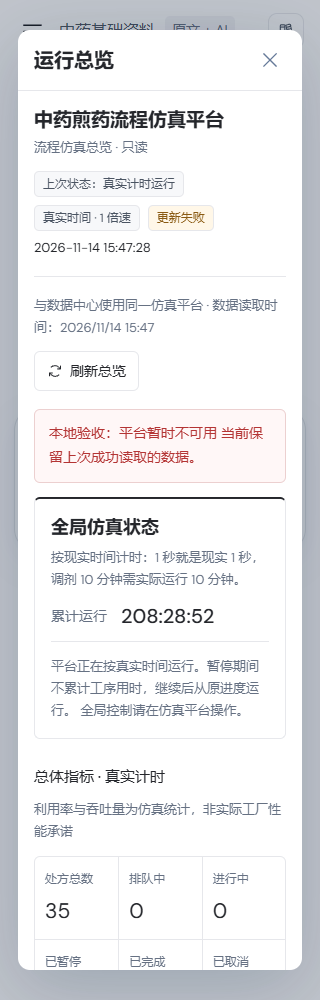 运行总览
中药煎药流程仿真平台
流程仿真总览 · 只读
上次状态：真实计时运行
真实时间 · 1 倍速 更新失败
2026-11-14 15:47:28
与数据中心使用同一仿真平台 · 数据读取时
间：2026/11/14 15:47
刷新总览
本地验收：平台暂时不可用 当前保
留上次成功读取的数据。
全局仿真状态
按现实时间计时：1 秒就是现实 1 秒，
调剂 10 分钟需实际运行 10 分钟。
累计运行 208:28:52
平台正在按真实时间运行。暂停期间
不累计工序用时，继续后从原进度运
行。 全局控制请在仿真平台操作。
总体指标 · 真实计时
利用率与吞吐量为仿真统计，非实际工厂性
能承诺
处方总数 排队中 进行中
35 0 0
已暂停 已完成 已取消